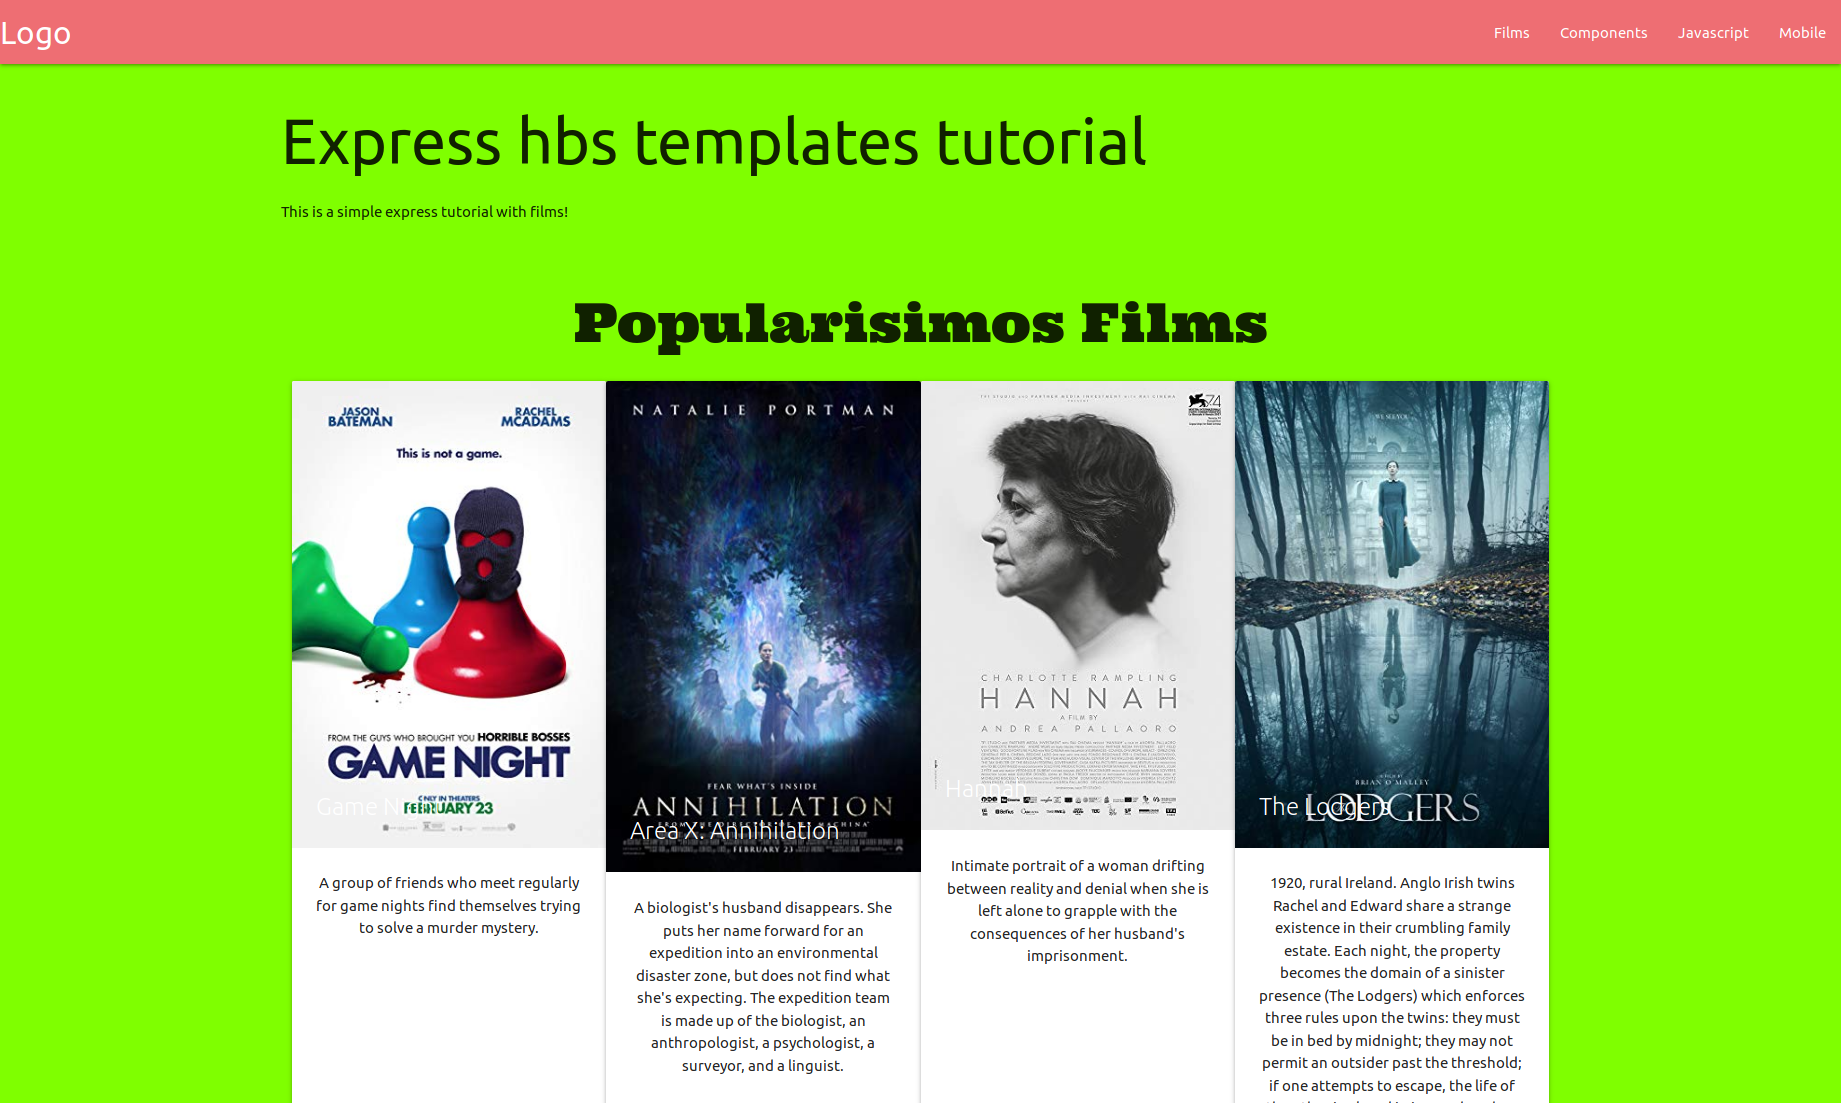 Logo
Films
Components
Javascript
Mobile
Express hbs templates tutorial
This is a simple express tutorial with films!
Popularisimos Films
JASON
BATEMAN
RACHEL
MCADAMS
This is not a game.
FROM THE GUYS WHO BROUGHT YOU HORRIBLE BOSSES
GAME NIGHT
ONLY IN THEATERS
FEBRUARY 23
Game Night
A group of friends who meet regularly
for game nights find themselves trying
to solve a murder mystery.
NATALIE PORTMAN
FEAR WHAT'S INSIDE
ANNIHILATION
FEBRUARY 23
Area X: Annihilation
A biologist's husband disappears. She
puts her name forward for an
expedition into an environmental
disaster zone, but does not find what
she's expecting. The expedition team
is made up of the biologist, an
anthropologist, a psychologist, a
surveyor, and a linguist.
74
CHARLOTTE RAMPLING
HANNAH
A FILM BY
ANDREA PALLAORO
Hannah
Intimate portrait of a woman drifting
between reality and denial when she is
left alone to grapple with the
consequences of her husband's
imprisonment.
WE SEE YOU
BRIAN O'MALLEY
LODGERS
The Lodgers
1920, rural Ireland. Anglo Irish twins
Rachel and Edward share a strange
existence in their crumbling family
estate. Each night, the property
becomes the domain of a sinister
presence (The Lodgers) which enforces
three rules upon the twins: they must
be in bed by midnight; they may not
permit an outsider past the threshold;
if one attempts to escape, the life of